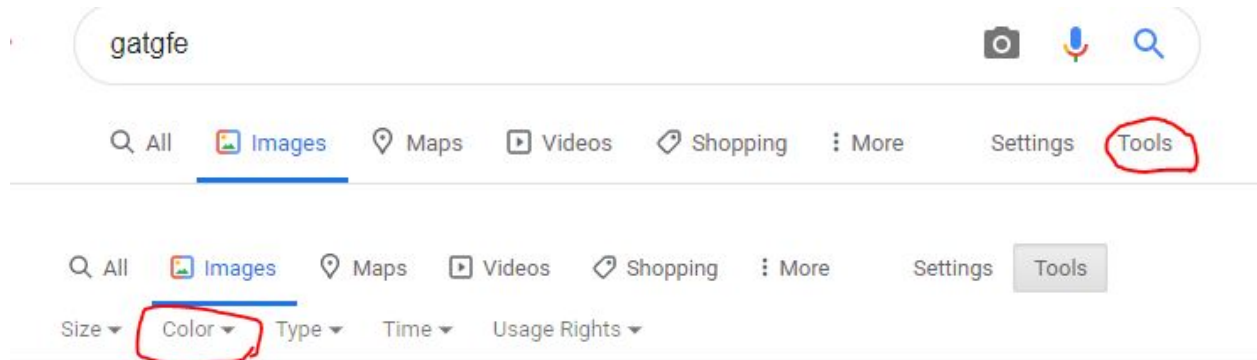 gatgfe
All Images Maps Videos Shopping More Settings Tools
All Images Maps Videos Shopping More Settings Tools
Size Color Type Time Usage Rights